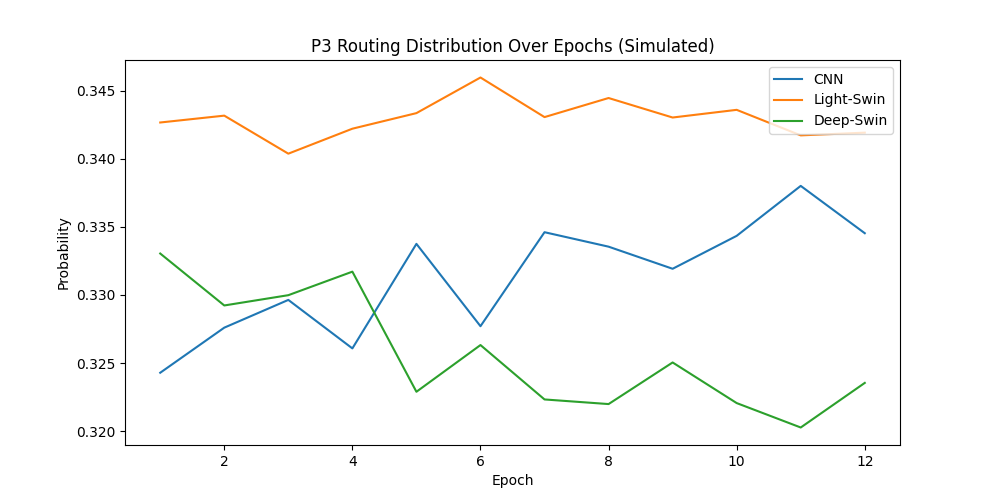 P3 Routing Distribution Over Epochs (Simulated)
CNN
Light-Swin
Deep-Swin
Probability
0.345
0.340
0.335
0.330
0.325
0.320
2 4 6 8 10 12
Epoch